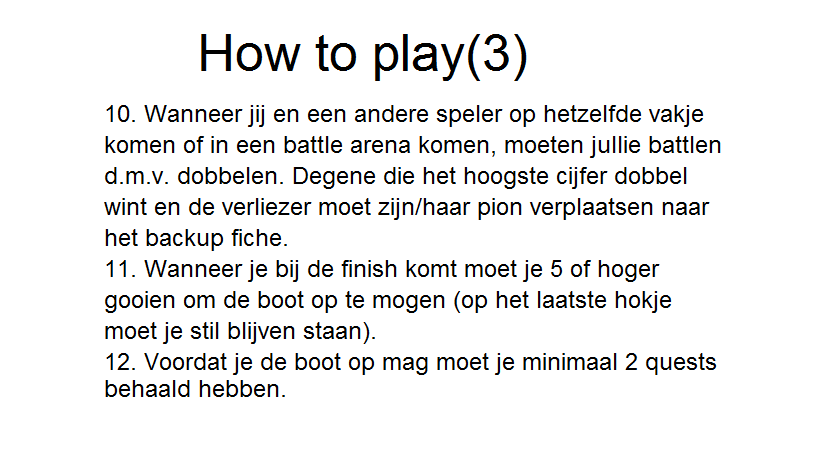 How to play(3)
10. Wanneer jij en een andere speler op hetzelfde vakje
komen of in een battle arena komen, moeten jullie battlen
d.m.v. dobbelen. Degene die het hoogste cijfer dobbel
wint en de verliezer moet zijn/haar pion verplaatsen naar
het backup fiche.
11. Wanneer je bij de finish komt moet je 5 of hoger
gooien om de boot op te mogen (op het laatste hokje
moet je stil blijven staan).
12. Voordat je de boot op mag moet je minimaal 2 quests
behaald hebben.